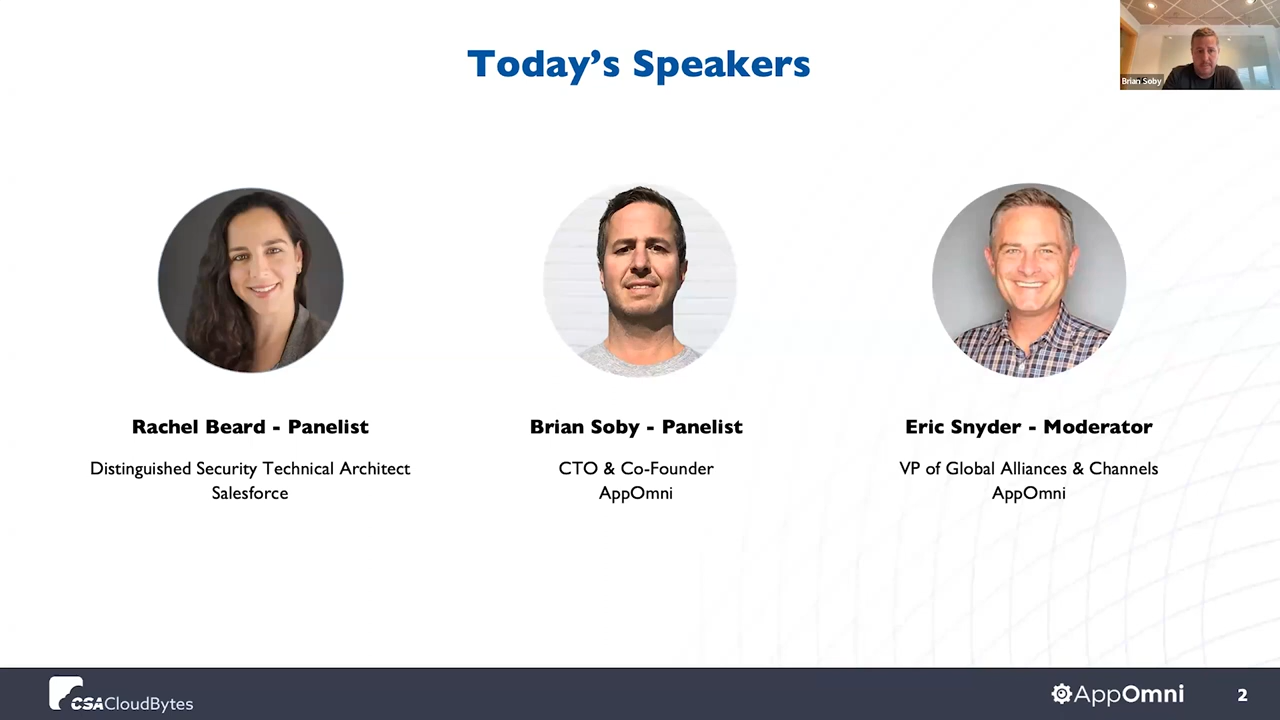 Today's Speakers
Brian Soby
Rachel Beard - Panelist
Distinguished Security Technical Architect
Salesforce
Brian Soby - Panelist
CTO & Co-Founder
AppOmni
Eric Snyder - Moderator
VP of Global Alliances & Channels
AppOmni
CSACloudBytes
AppOmni
2